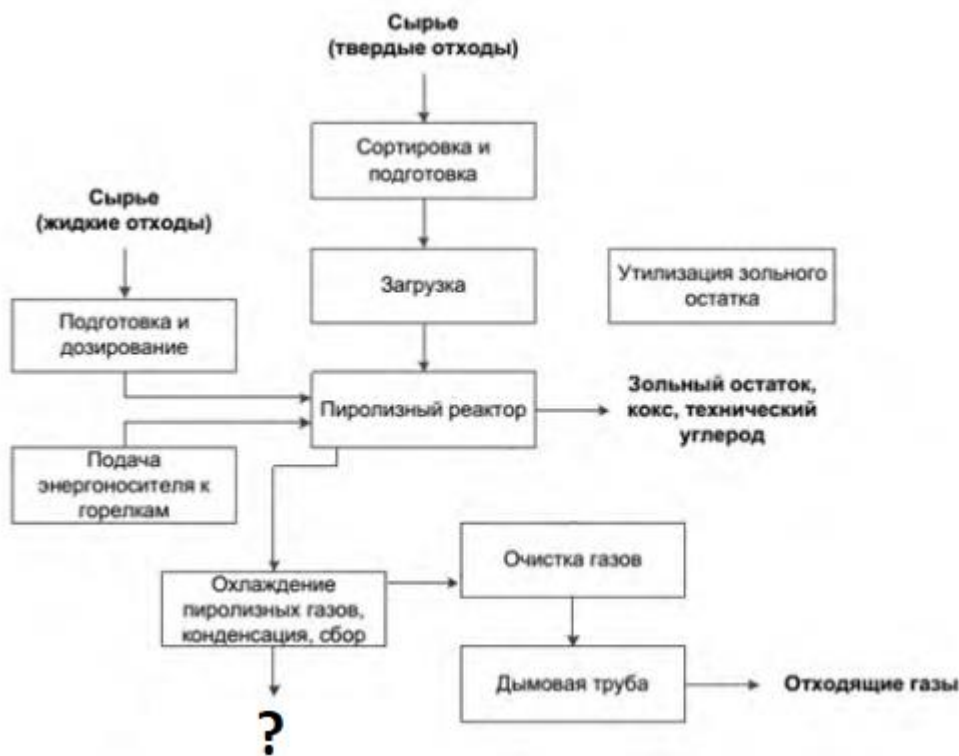 Сырье
(твердые отходы)
Сортировка и
подготовка
Сырье
(жидкие отходы)
Загрузка
Утилизация зольного
остатка
Подготовка и
дозирование
Пиролизный реактор
Зольный остаток,
кокс, технический
углерод
Подача
энергоносителя к
горелкам
Очистка газов
Охлаждение
пиролизных газов,
конденсация, сбор
Дымовая труба
Отходящие газы
?